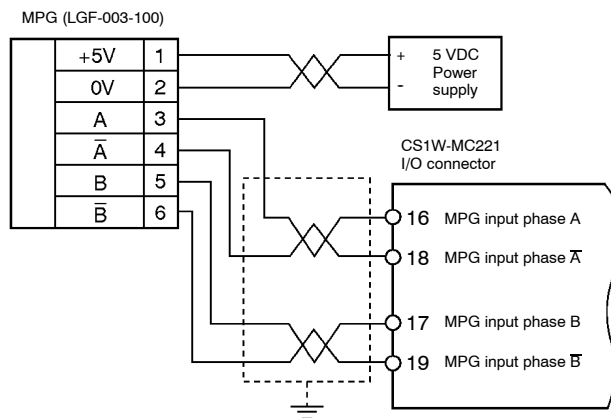 MPG (LGF-003-100)
+5V 1
0V 2
A 3
A̅ 4
B 5
B̅ 6
+ 5 VDC
Power
- supply
CS1W-MC221
I/O connector
16 MPG input phase A
18 MPG input phase A̅
17 MPG input phase B
19 MPG input phase B̅